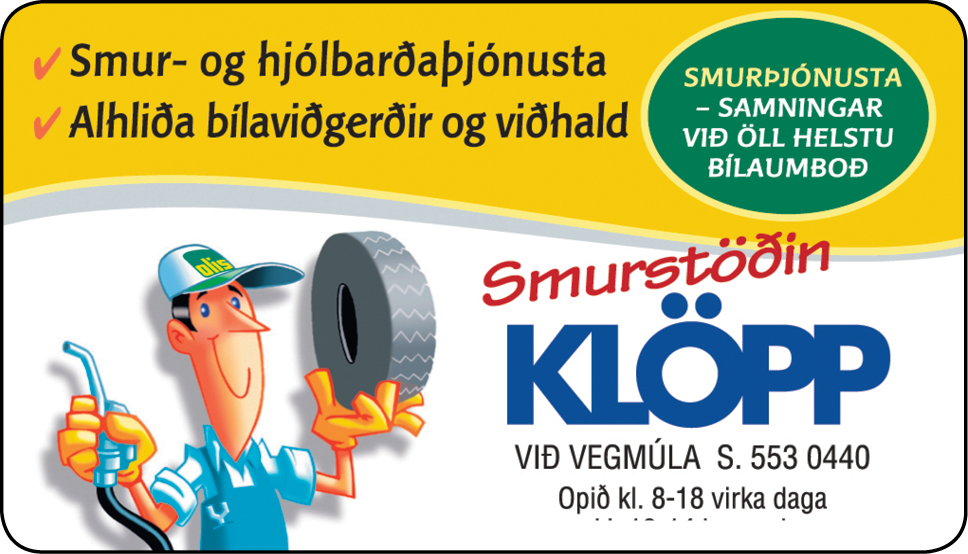 ✓ Smur- og hjólbarðaþjónusta
✓ Alhliða bílaviðgerðir og viðhald
SMURÞJÓNUSTA
– SAMNINGAR
VIÐ ÖLL HELSTU
BÍLAUMBOÐ
olís
Smurstöðin
KLÖPP
VIÐ VEGMÚLA S. 553 0440
Opið kl. 8-18 virka daga